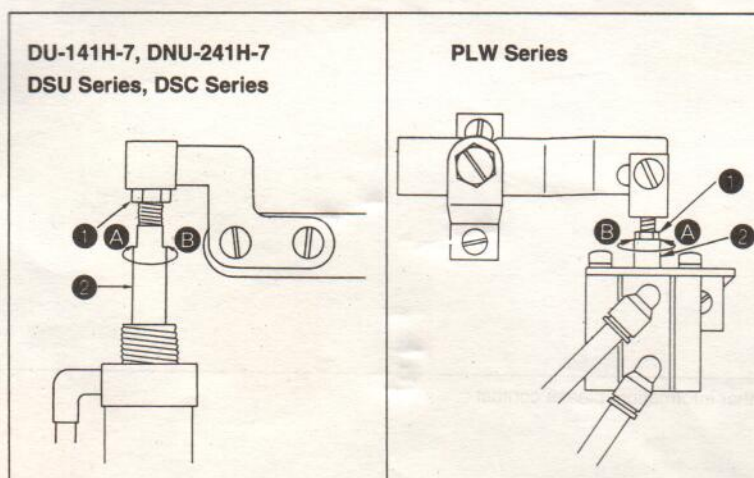 DU-141H-7, DNU-241H-7
DSU Series, DSC Series
1 A B
2
PLW Series
1
B A 2